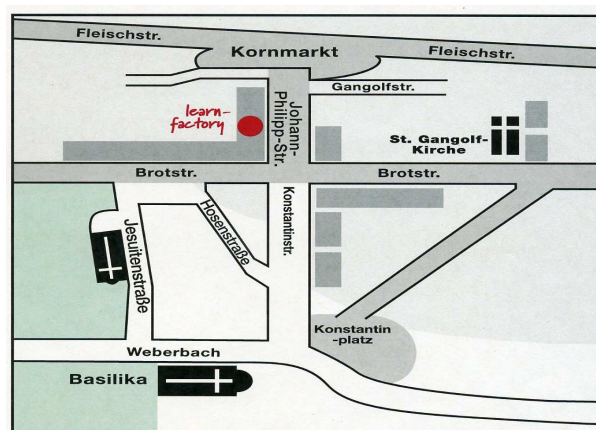 Fleischstr.
Kornmarkt
Fleischstr.
Gangolfstr.
learn-
factory
Johann-
Philipp-Str.
St. Gangolf-
Kirche
Brotstr.
Brotstr.
Hosenstraße
Konstantinstr.
Jesuitenstraße
Konstantin
-platz
Weberbach
Basilika